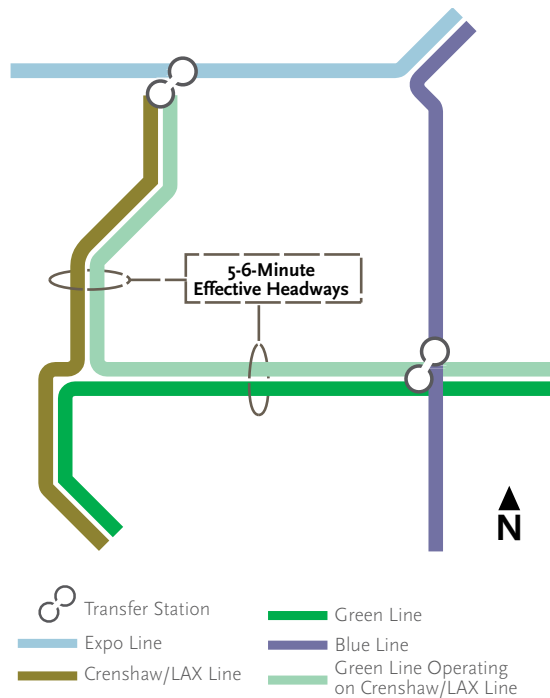 5-6-Minute
Effective Headways
N
Transfer Station
Expo Line
Crenshaw/LAX Line
Green Line
Blue Line
Green Line Operating
on Crenshaw/LAX Line